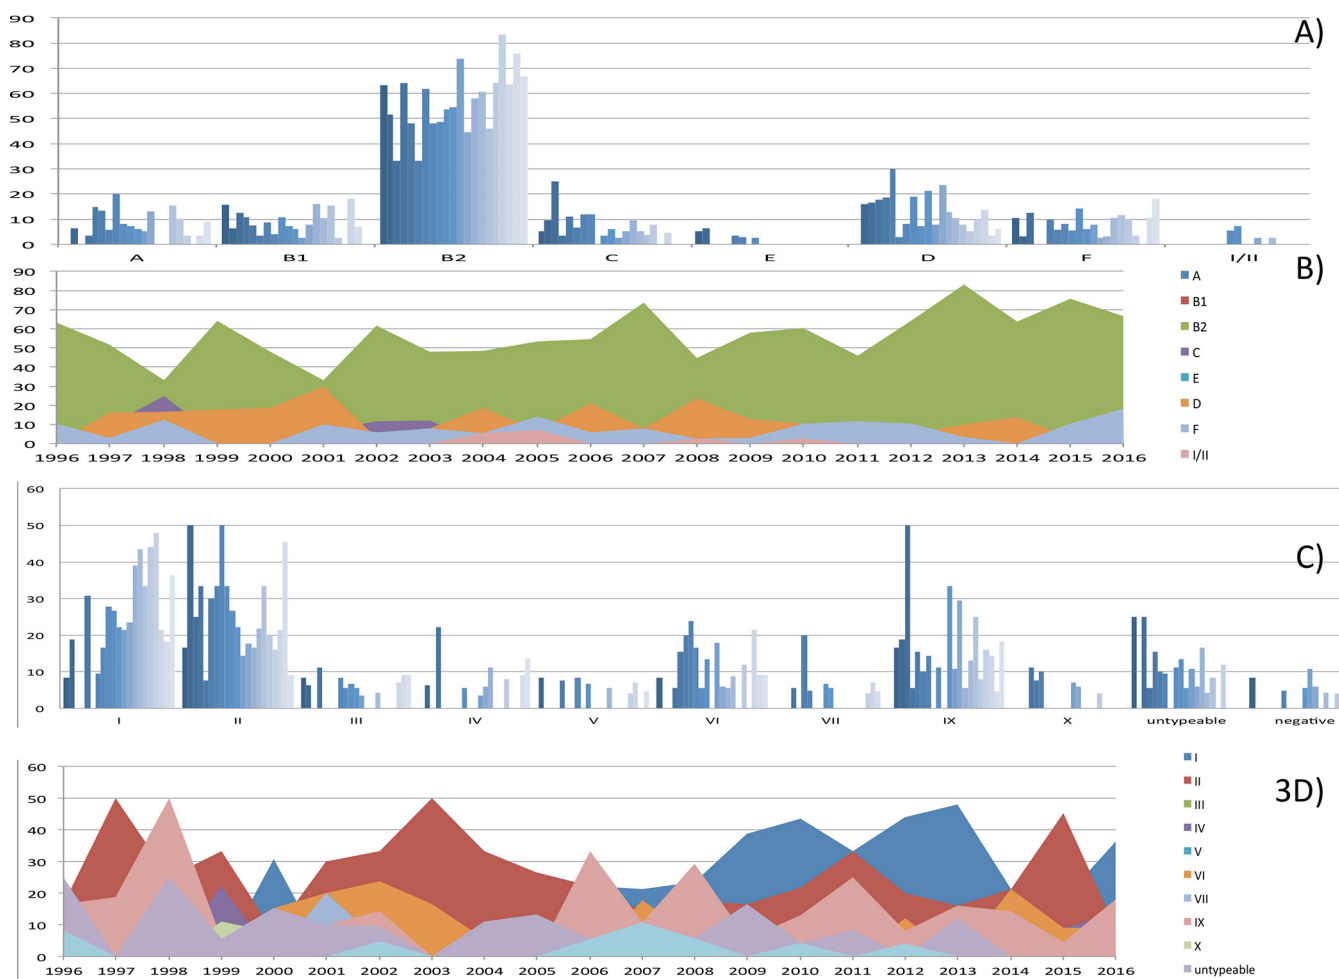 A)
90
80
70
60
50
40
30
20
10
0
A B1 B2 C E D F I/II
B)
90
80
70
60
50
40
30
20
10
0
1996 1997 1998 1999 2000 2001 2002 2003 2004 2005 2006 2007 2008 2009 2010 2011 2012 2013 2014 2015 2016
A
B1
B2
C
E
D
F
I/II
C)
60
50
40
30
20
10
0
I II III IV V VI VII IX X untypeable negative
3D)
60
50
40
30
20
10
0
1996 1997 1998 1999 2000 2001 2002 2003 2004 2005 2006 2007 2008 2009 2010 2011 2012 2013 2014 2015 2016
I
II
III
IV
V
VI
VII
IX
X
untypeable